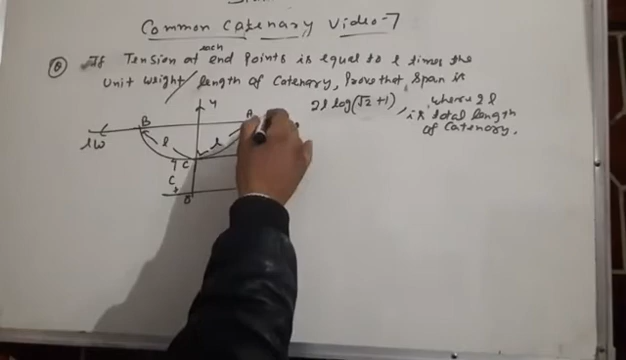 Common Catenary Video-7
Q If Tension at each end Points is equal to l times the
Unit Weight / length of Catenary, Prove that Span is
2l log(√2+1), where 2l
is total length
of Catenary.
y
B
A
lW
l
l
C
C
O